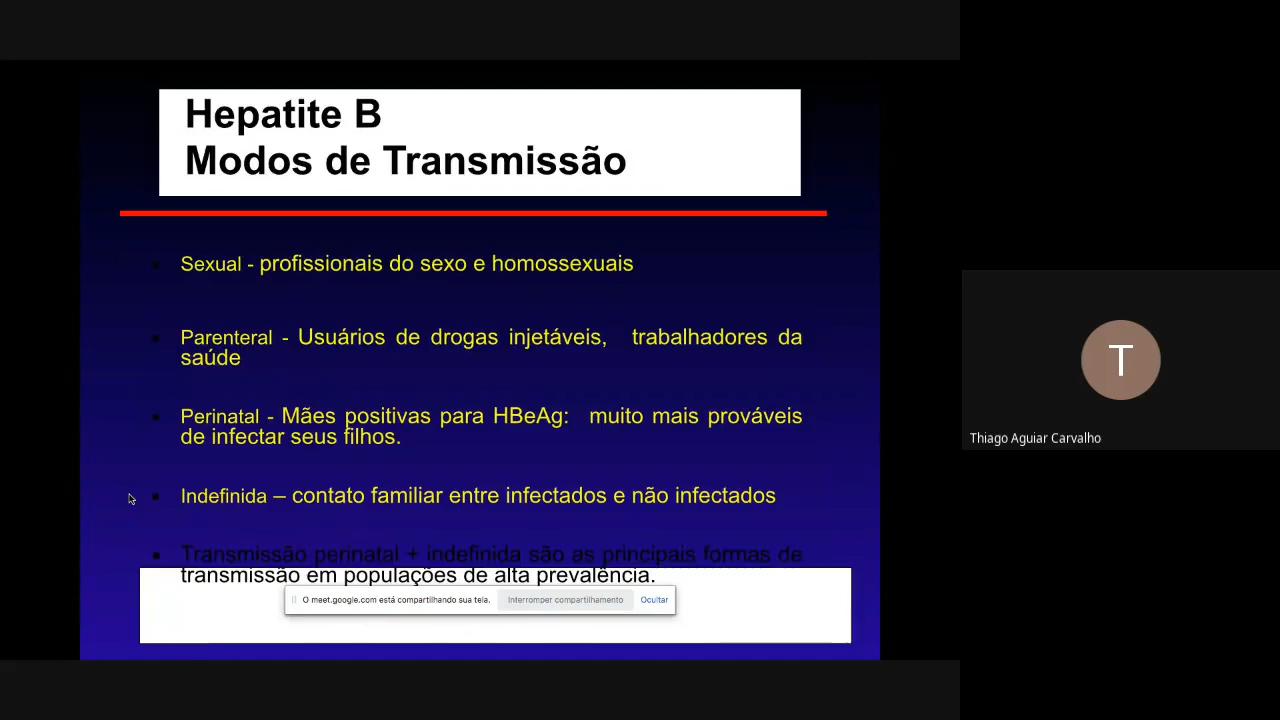 Hepatite B
Modos de Transmissão
Sexual - profissionais do sexo e homossexuais
Parenteral - Usuários de drogas injetáveis, trabalhadores da
saúde
Perinatal - Mães positivas para HBeAg: muito mais prováveis
de infectar seus filhos.
Indefinida – contato familiar entre infectados e não infectados
Transmissão perinatal + indefinida são as principais formas de
transmissão em populações de alta prevalência.
O meet.google.com está compartilhando sua tela. Interromper compartilhamento Ocultar
T
Thiago Aguiar Carvalho